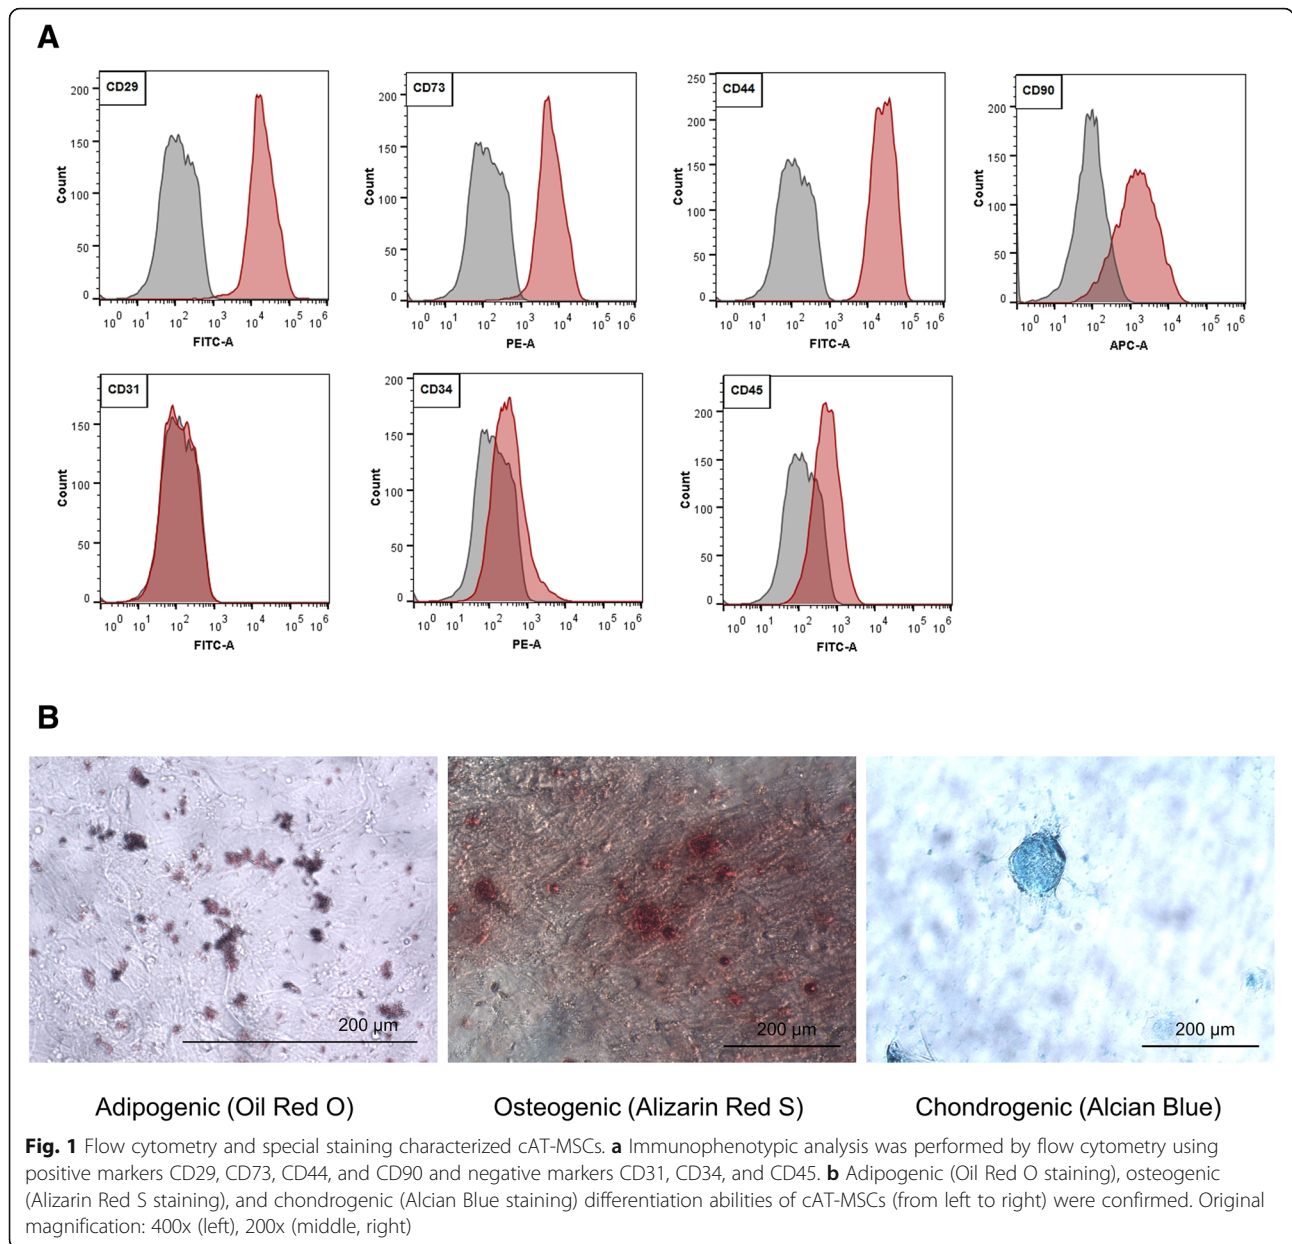 A
CD29
200
150
100
50
0
Count
10^0 10^1 10^2 10^3 10^4 10^5 10^6
FITC-A
CD73
200
150
100
50
0
Count
10^0 10^1 10^2 10^3 10^4 10^5 10^6
PE-A
CD44
250
200
150
100
50
0
Count
10^0 10^1 10^2 10^3 10^4 10^5 10^6
FITC-A
CD90
200
150
100
50
0
Count
10^0 10^1 10^2 10^3 10^4 10^5 10^6
APC-A
CD31
150
100
50
0
Count
10^0 10^1 10^2 10^3 10^4 10^5 10^6
FITC-A
CD34
200
150
100
50
0
Count
10^0 10^1 10^2 10^3 10^4 10^5 10^6
PE-A
CD45
200
150
100
50
0
Count
10^0 10^1 10^2 10^3 10^4 10^5 10^6
FITC-A
B
200 µm
200 µm
200 µm
Adipogenic (Oil Red O)
Osteogenic (Alizarin Red S)
Chondrogenic (Alcian Blue)
Fig. 1 Flow cytometry and special staining characterized cAT-MSCs. a Immunophenotypic analysis was performed by flow cytometry using
positive markers CD29, CD73, CD44, and CD90 and negative markers CD31, CD34, and CD45. b Adipogenic (Oil Red O staining), osteogenic
(Alizarin Red S staining), and chondrogenic (Alcian Blue staining) differentiation abilities of cAT-MSCs (from left to right) were confirmed. Original
magnification: 400x (left), 200x (middle, right)